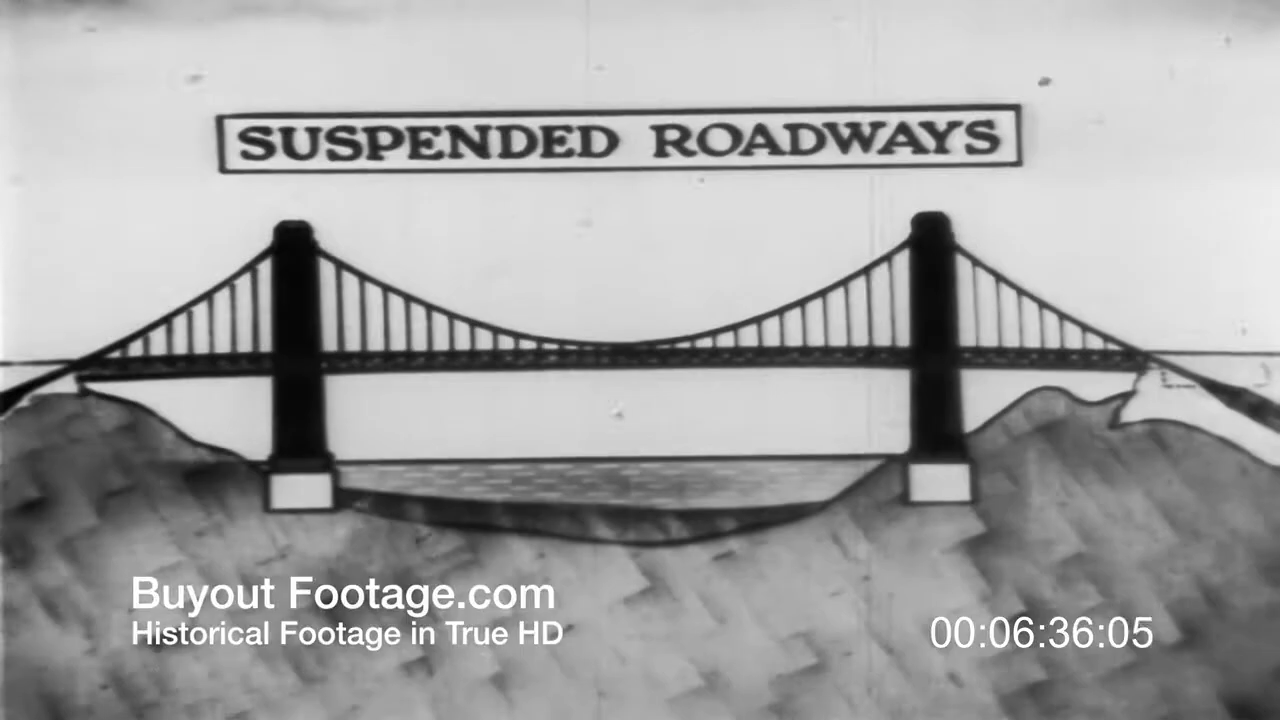 SUSPENDED ROADWAYS
Buyout Footage.com
Historical Footage in True HD
00:06:36:05